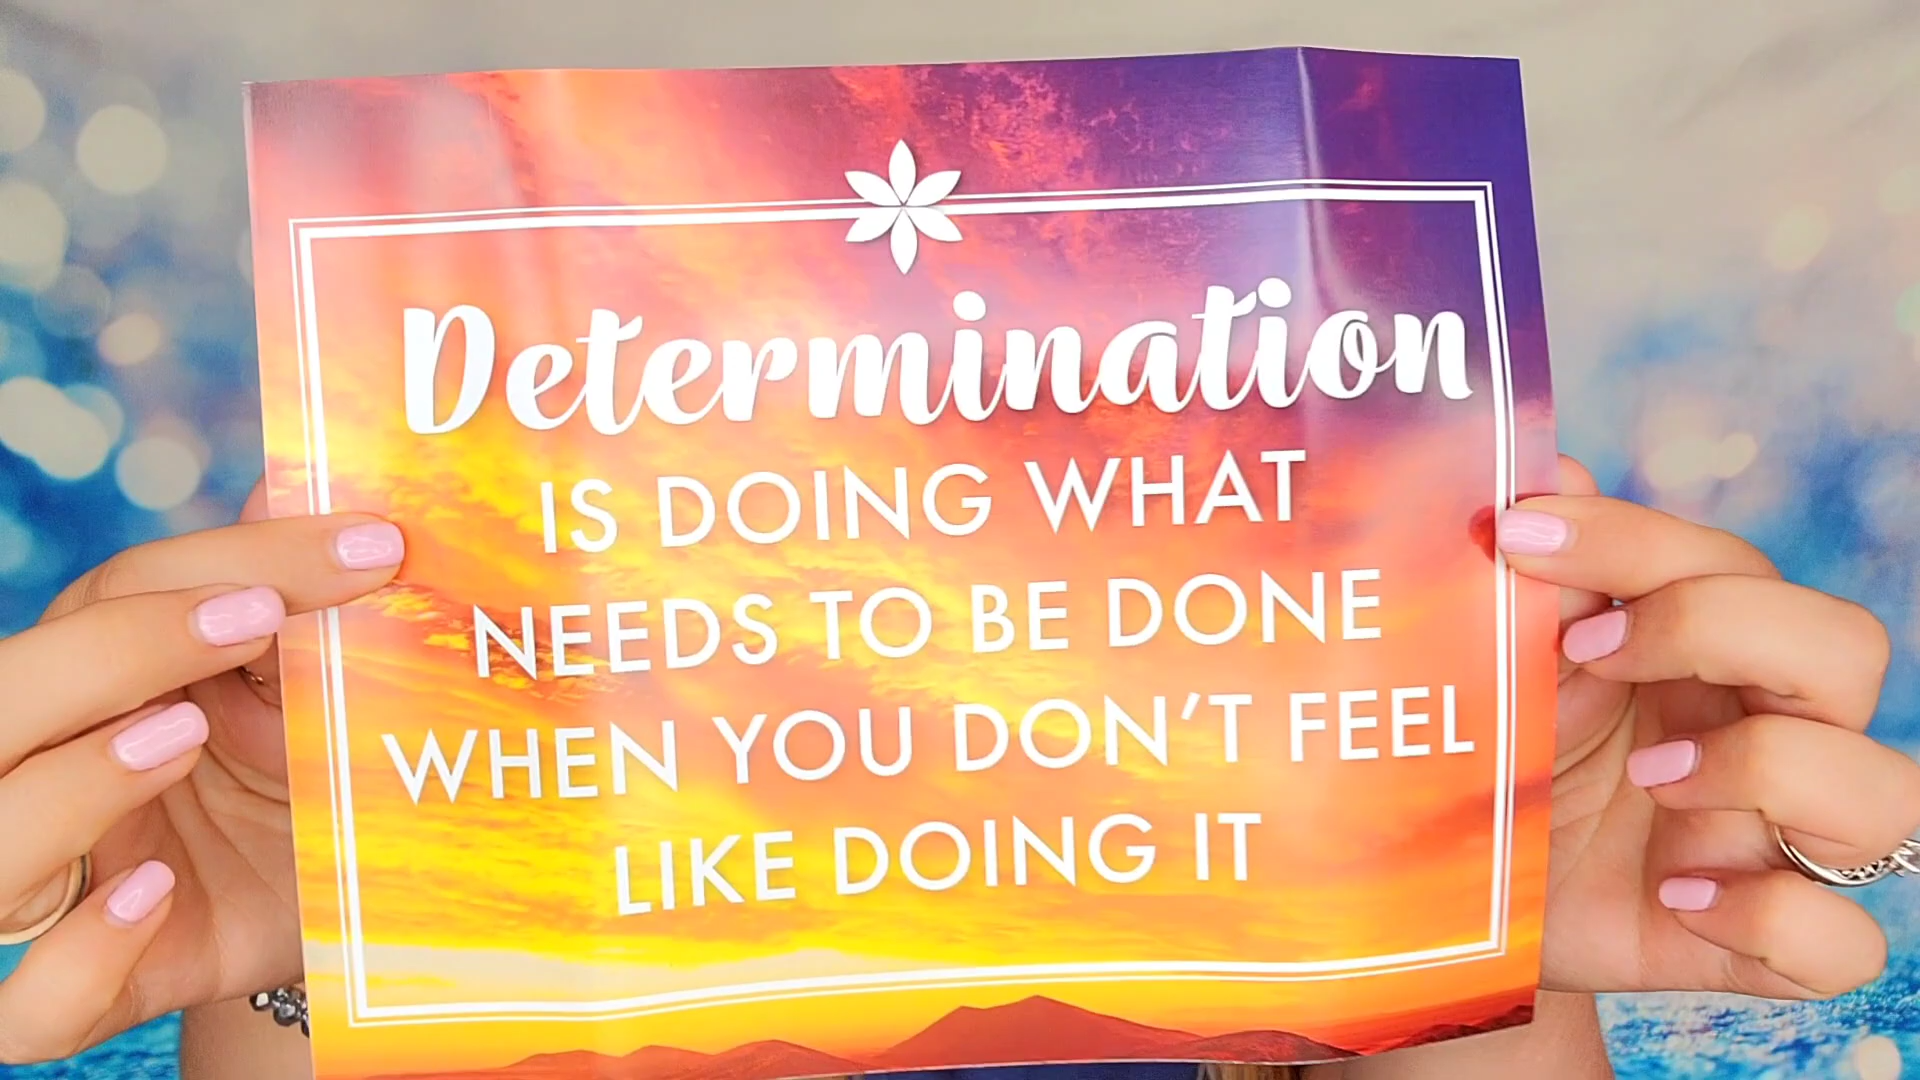 Determination
IS DOING WHAT
NEEDS TO BE DONE
WHEN YOU DON'T FEEL
LIKE DOING IT